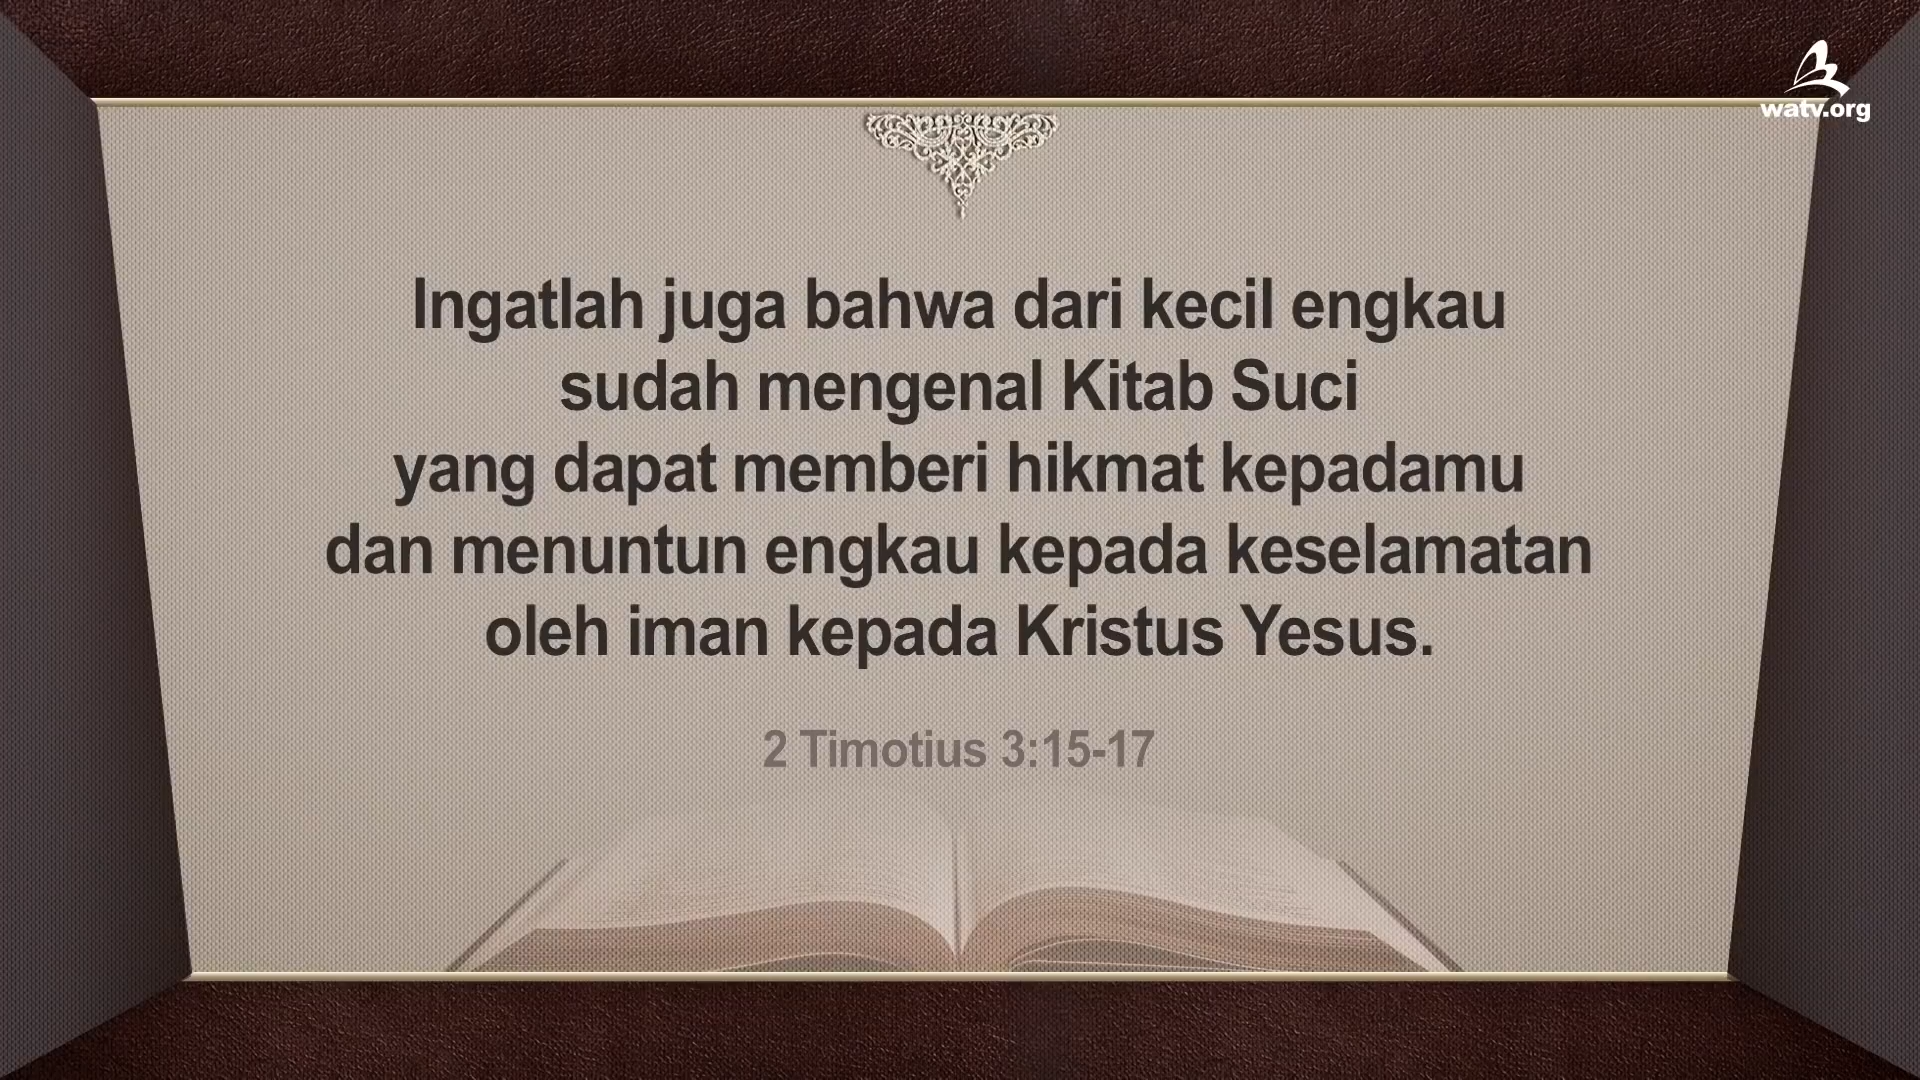 watv.org
Ingatlah juga bahwa dari kecil engkau
sudah mengenal Kitab Suci
yang dapat memberi hikmat kepadamu
dan menuntun engkau kepada keselamatan
oleh iman kepada Kristus Yesus.
2 Timotius 3:15-17